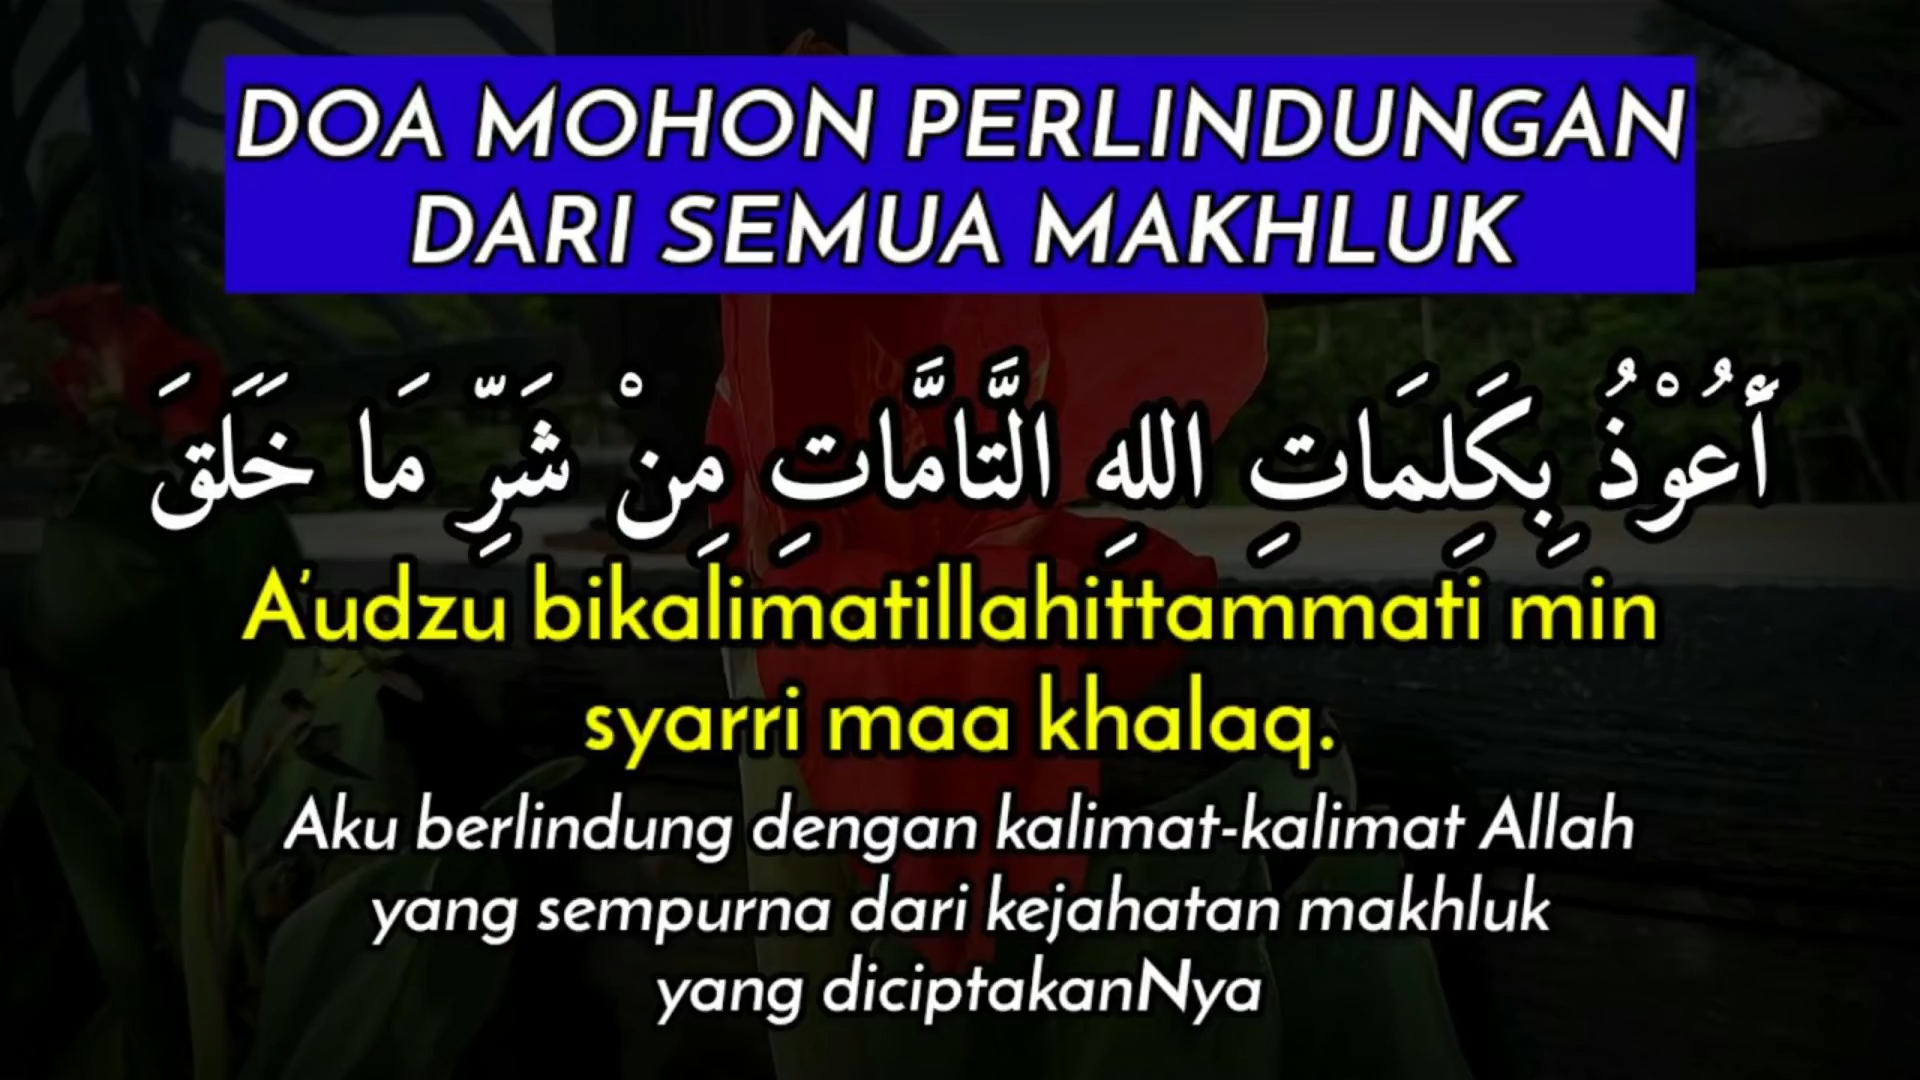 DOA MOHON PERLINDUNGAN
DARI SEMUA MAKHLUK
أَعُوْذُ بِكَلِمَاتِ اللهِ التَّامَّاتِ مِنْ شَرِّ مَا خَلَقَ
A'udzu bikalimatillahittammati min
syarri maa khalaq.
Aku berlindung dengan kalimat-kalimat Allah
yang sempurna dari kejahatan makhluk
yang diciptakanNya